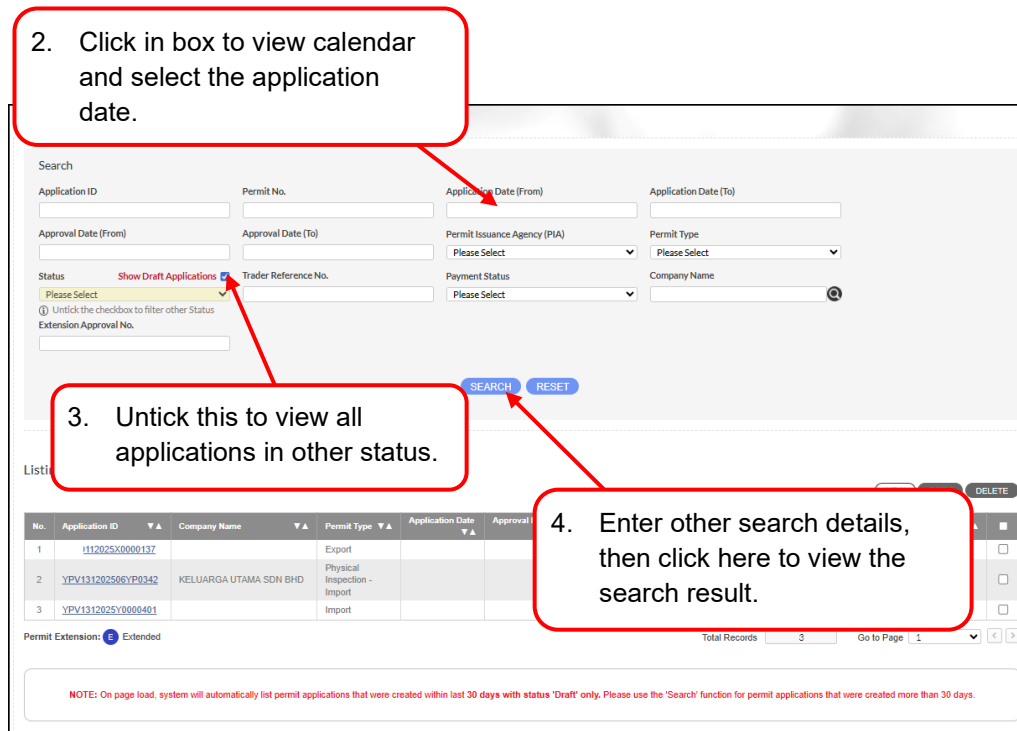 2. Click in box to view calendar
and select the application
date.
Search
Application ID Permit No. Application Date (From) Application Date (To)
Approval Date (From) Approval Date (To) Permit Issuance Agency (PIA) Permit Type
Please Select Please Select
Status Show Draft Applications Trader Reference No. Payment Status Company Name
Please Select Please Select
Untick the checkbox to filter other Status
Extension Approval No.
SEARCH RESET
3. Untick this to view all
applications in other status.
4. Enter other search details,
then click here to view the
search result.
DELETE
No. Application ID ▼▲ Company Name ▼▲ Permit Type ▼▲ Application Date ▼▲
1 112025X0000137 Export
2 YPV131202506YP0342 KELUARGA UTAMA SDN BHD Physical Inspection - Import
3 YPV1312025Y0000401 Import
Permit Extension: E Extended Total Records 3 Go to Page 1 < >
NOTE: On page load, system will automatically list permit applications that were created within last 30 days with status 'Draft' only. Please use the 'Search' function for permit applications that were created more than 30 days.